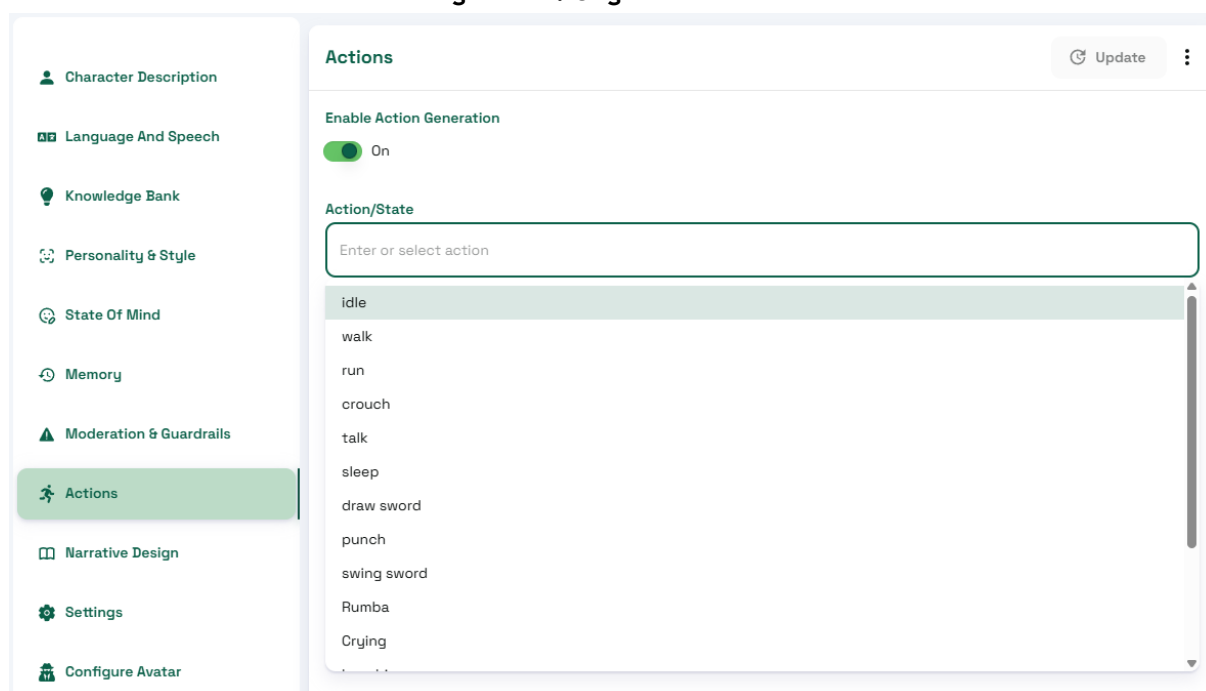 Character Description
Language And Speech
Knowledge Bank
Personality & Style
State Of Mind
Memory
Moderation & Guardrails
Actions
Narrative Design
Settings
Configure Avatar
Actions
Update
Enable Action Generation
On
Action/State
Enter or select action
idle
walk
run
crouch
talk
sleep
draw sword
punch
swing sword
Rumba
Crying